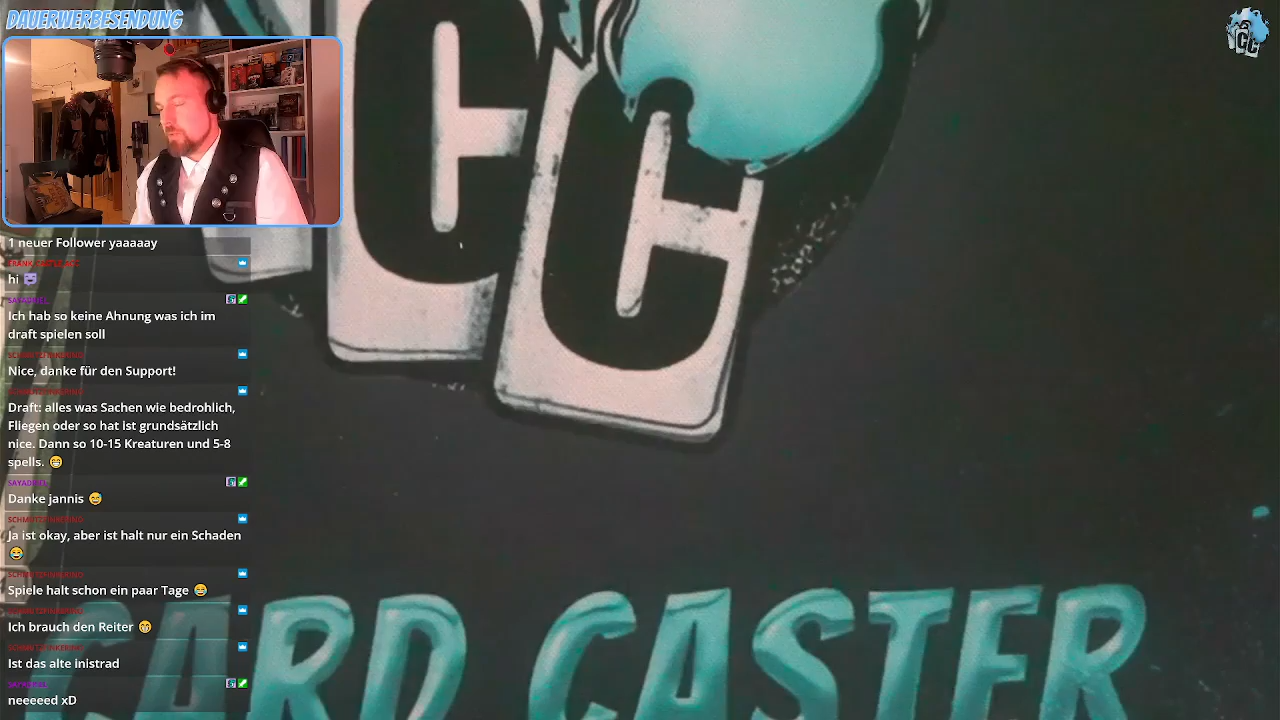 DAUERWERBESENDUNG
CC
1 neuer Follower yaaaaay
hi
Ich hab so keine Ahnung was ich im
draft spielen soll
Nice, danke für den Support!
Draft: alles was Sachen wie bedrohlich,
Fliegen oder so hat ist grundsätzlich
nice. Dann so 10-15 Kreaturen und 5-8
spells.
Danke jannis
Ja ist okay, aber ist halt nur ein Schaden
Spiele halt schon ein paar Tage
Ich brauch den Reiter
Ist das alte inistrad
neeeeed xD
CARD CASTER